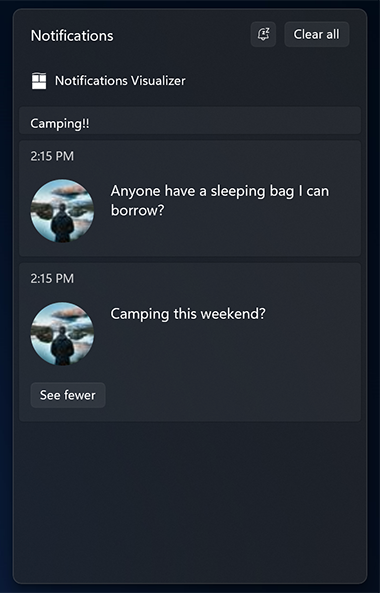 Notifications
Clear all
Notifications Visualizer
Camping!!
2:15 PM
Anyone have a sleeping bag I can
borrow?
2:15 PM
Camping this weekend?
See fewer